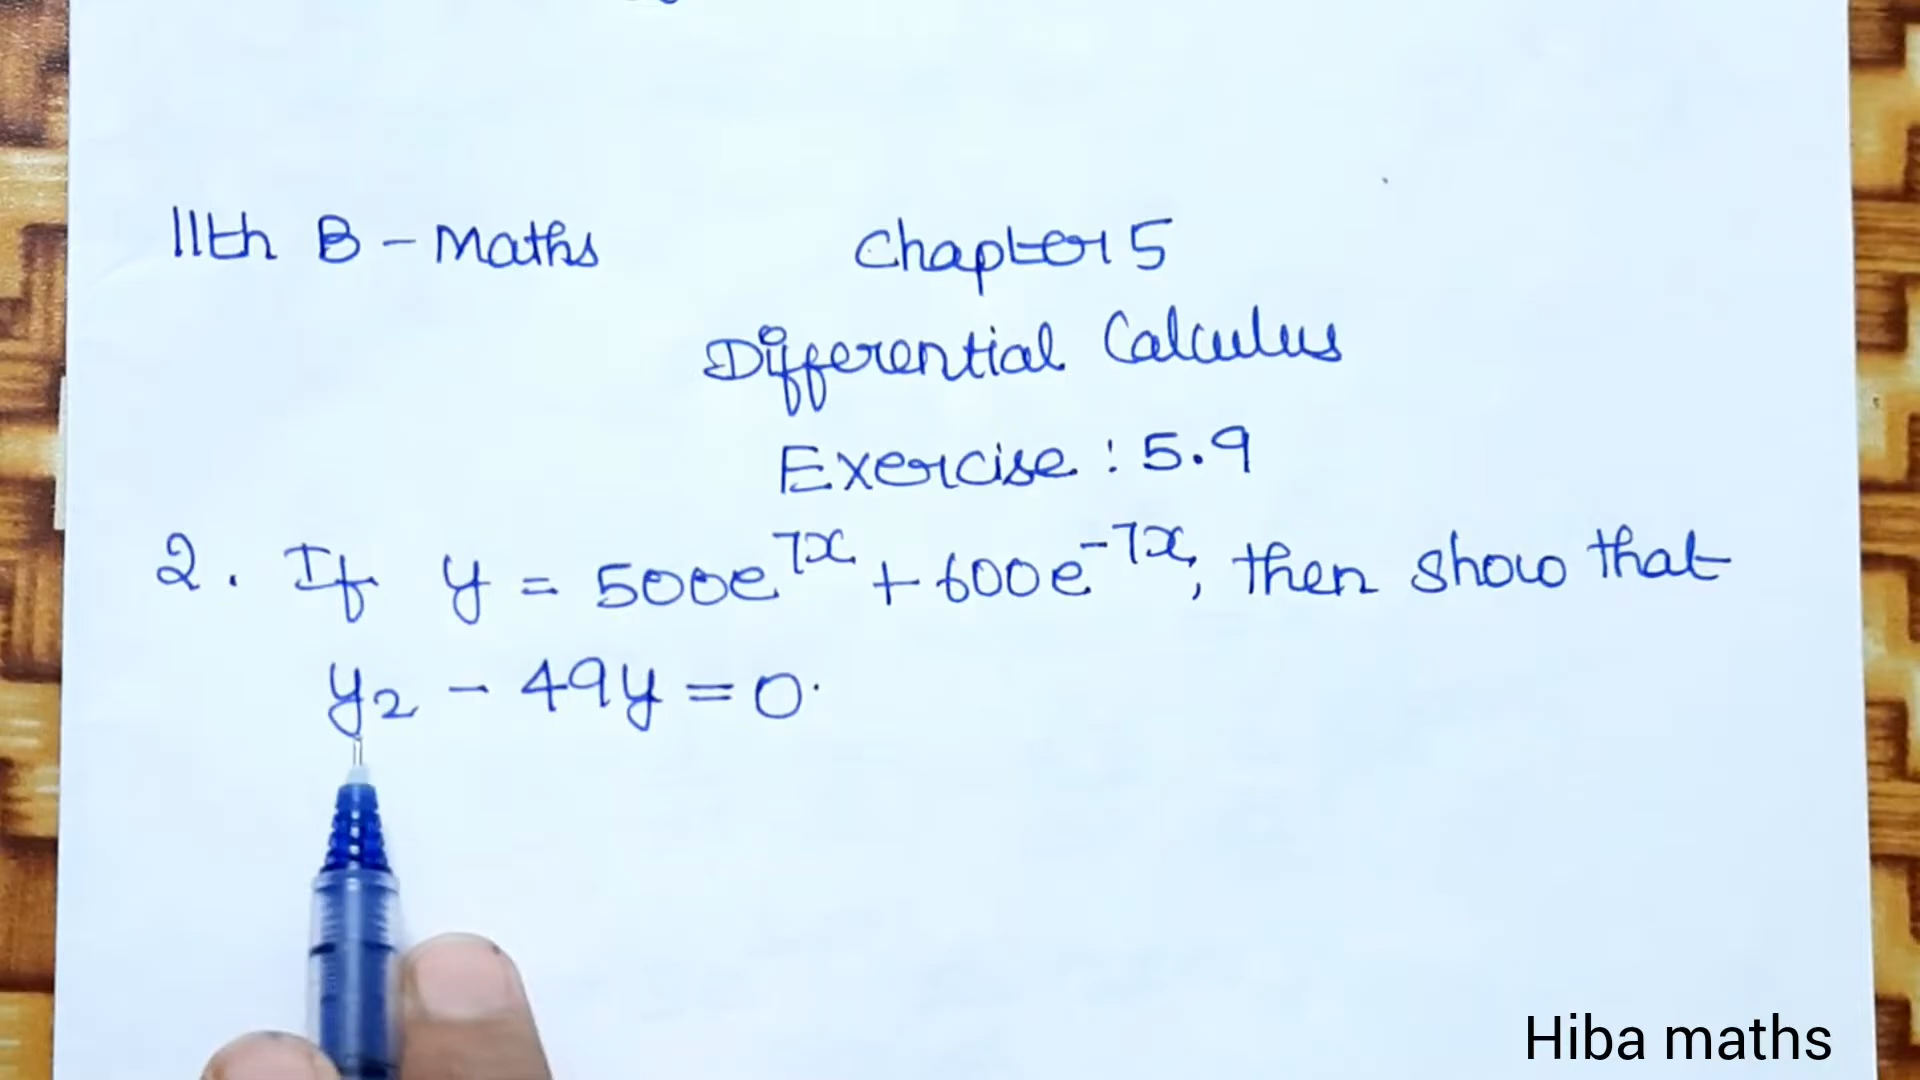 11th B - Maths Chapter 5
Differential Calculus
Exercise : 5.9
2. If y = 500e^7x + 600e^-7x, then show that
y₂ - 49y = 0.
Hiba maths